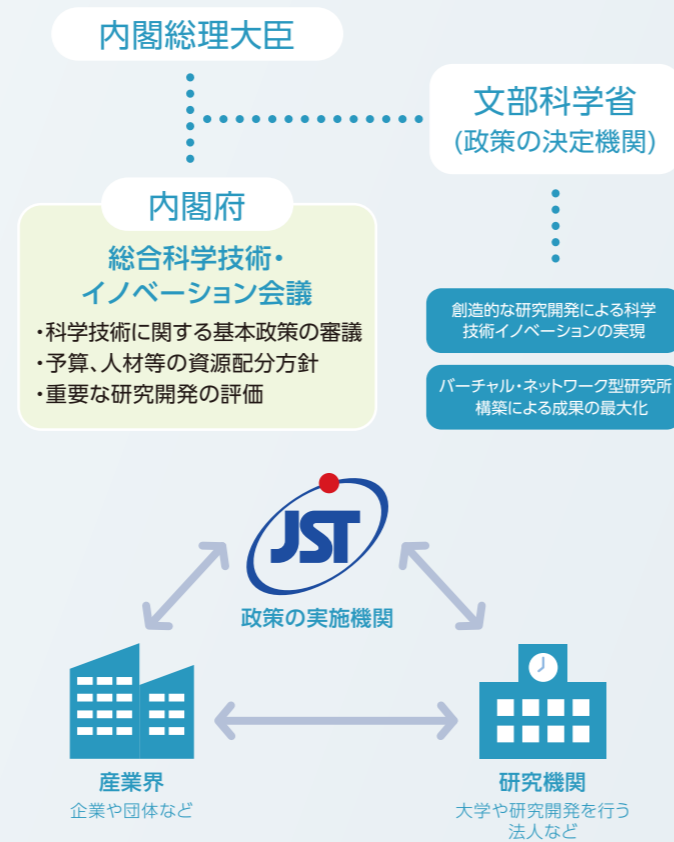 内閣総理大臣
文部科学省
(政策の決定機関)
内閣府
総合科学技術・
イノベーション会議
・科学技術に関する基本政策の審議
・予算、人材等の資源配分方針
・重要な研究開発の評価
創造的な研究開発による科学
技術イノベーションの実現
バーチャル・ネットワーク型研究所
構築による成果の最大化
JST
政策の実施機関
産業界
企業や団体など
研究機関
大学や研究開発を行う
法人など